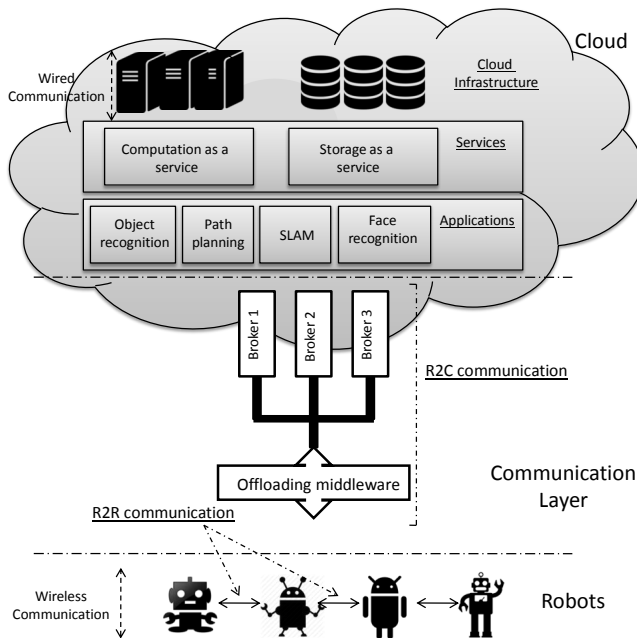 Cloud
Wired
Communication
Cloud
Infrastructure
Services
Computation as a
service
Storage as a
service
Applications
Object
recognition
Path
planning
SLAM
Face
recognition
Broker 1
Broker 2
Broker 3
R2C communication
Offloading middleware
Communication
Layer
R2R communication
Wireless
Communication
Robots